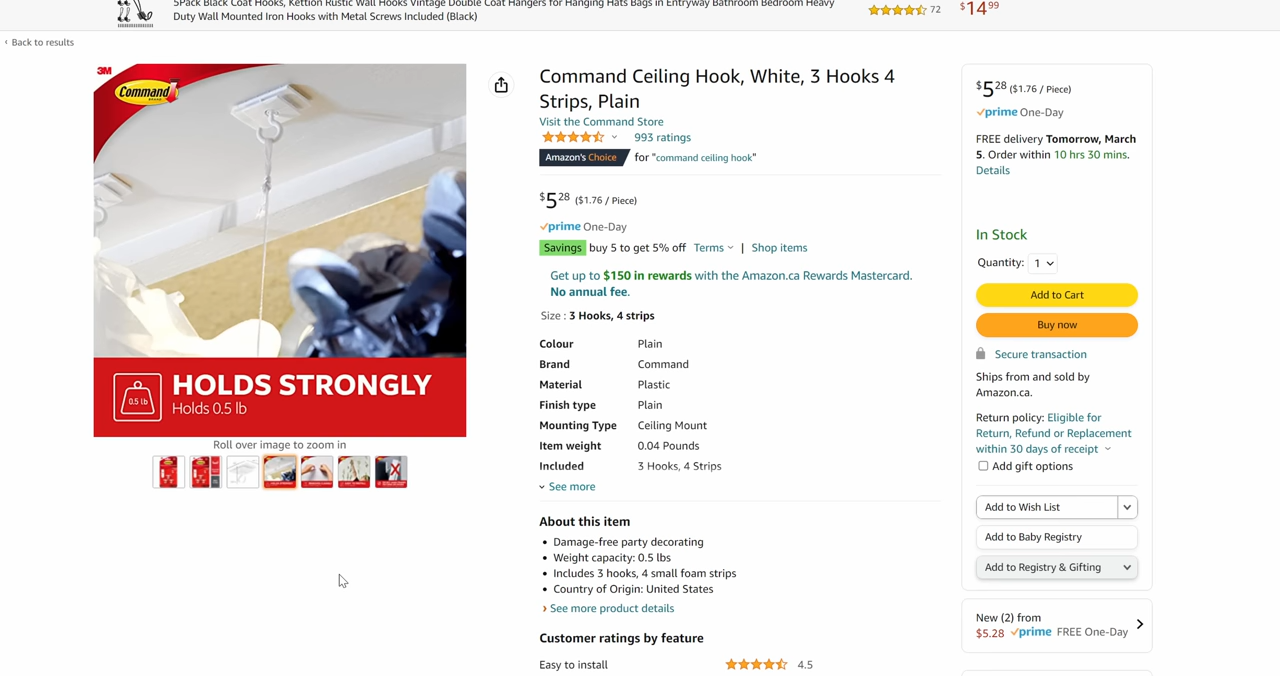 5Pack Black Coat Hooks, Kettion Rustic Wall Hooks Vintage Double Coat Hangers for Hanging Hats Bags in Entryway Bathroom Bedroom Heavy
Duty Wall Mounted Iron Hooks with Metal Screws Included (Black)
72
$14 99
‹ Back to results
3M
Command
BRAND
HOLDS STRONGLY
0.5 lb
Holds 0.5 lb
Roll over image to zoom in
Command Ceiling Hook, White, 3 Hooks 4
Strips, Plain
Visit the Command Store
993 ratings
Amazon's Choice for "command ceiling hook"
$5 28 ($1.76 / Piece)
prime One-Day
Savings buy 5 to get 5% off Terms | Shop items
Get up to $150 in rewards with the Amazon.ca Rewards Mastercard.
No annual fee.
Size : 3 Hooks, 4 strips
Colour Plain
Brand Command
Material Plastic
Finish type Plain
Mounting Type Ceiling Mount
Item weight 0.04 Pounds
Included 3 Hooks, 4 Strips
See more
About this item
• Damage-free party decorating
• Weight capacity: 0.5 lbs
• Includes 3 hooks, 4 small foam strips
• Country of Origin: United States
› See more product details
Customer ratings by feature
Easy to install 4.5
$5 28 ($1.76 / Piece)
prime One-Day
FREE delivery Tomorrow, March
5. Order within 10 hrs 30 mins.
Details
In Stock
Quantity: 1
Add to Cart
Buy now
Secure transaction
Ships from and sold by
Amazon.ca.
Return policy: Eligible for
Return, Refund or Replacement
within 30 days of receipt
Add gift options
Add to Wish List
Add to Baby Registry
Add to Registry & Gifting
New (2) from
$5.28 prime FREE One-Day